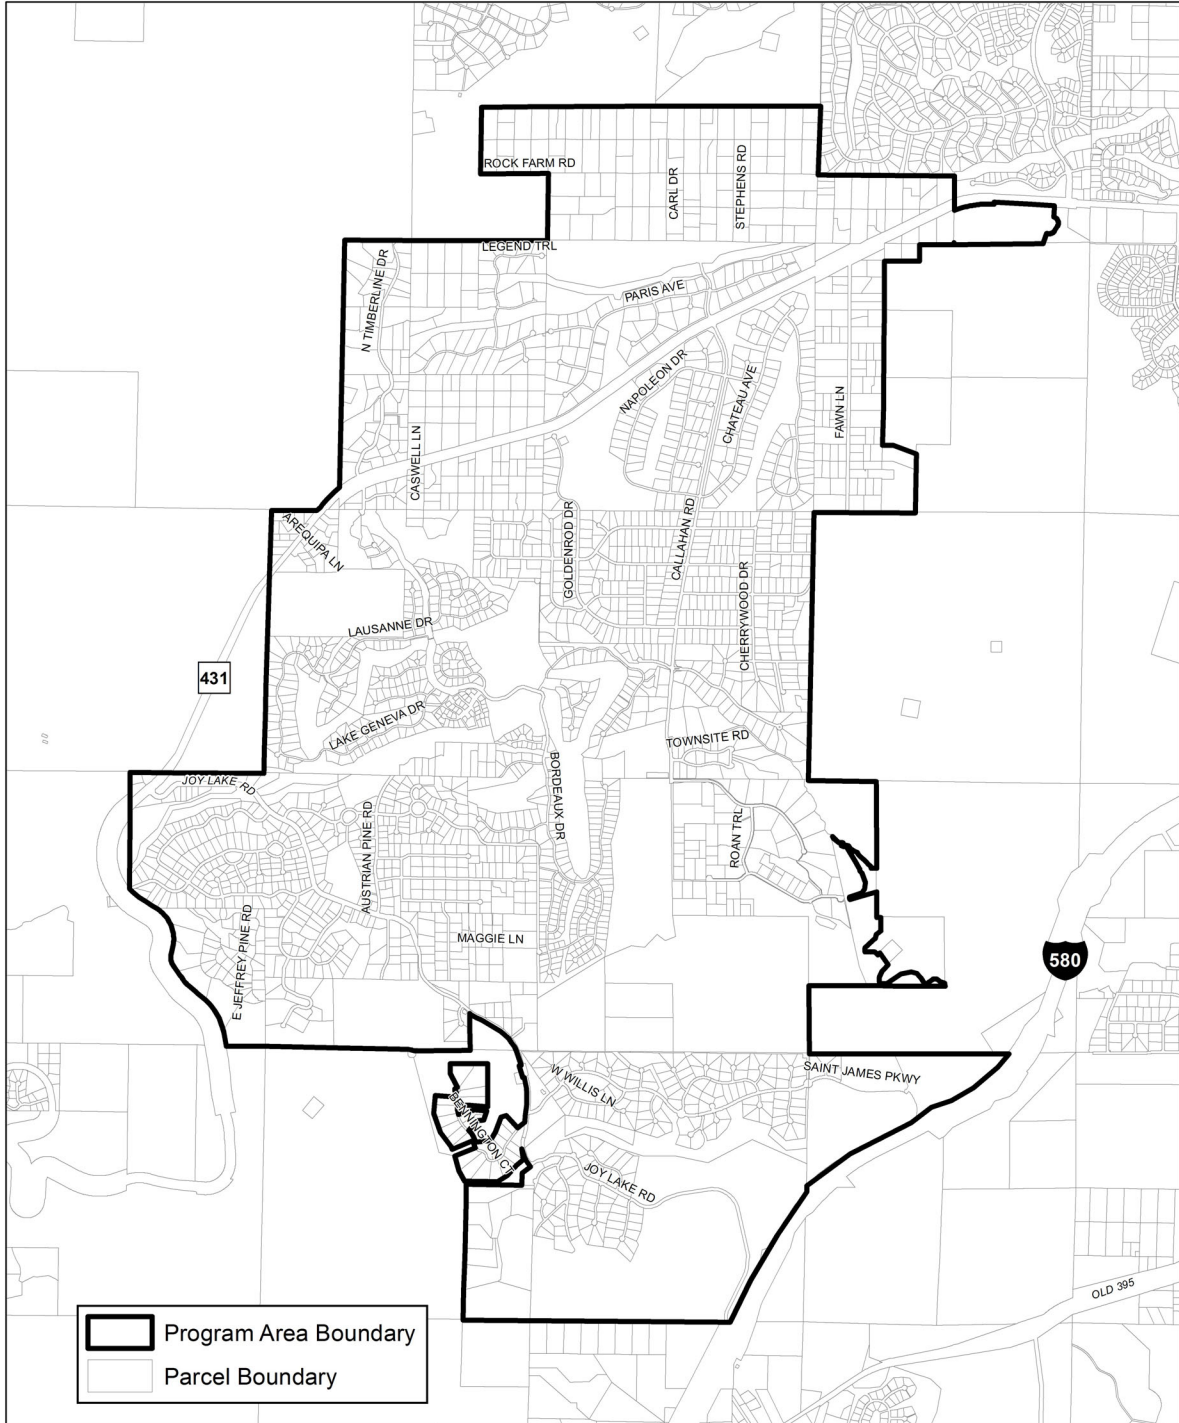 ROCK FARM RD
CARL DR
STEPHENS RD
LEGEND TRL
N TIMBERLINE DR
PARIS AVE
NAPOLEON DR
CHATEAU AVE
FAWN LN
CASWELL LN
AREQUIPA LN
GOLDENROD DR
CALLAHAN RD
CHERRYWOOD DR
LAUSANNE DR
431
LAKE GENEVA DR
TOWNSITE RD
JOY LAKE RD
BORDEAUX DR
AUSTRIAN PINE RD
ROAN TRL
E JEFFREY PINE RD
MAGGIE LN
580
W WILLIS LN
SAINT JAMES PKWY
BENNINGTON CT
JOY LAKE RD
OLD 395
Program Area Boundary
Parcel Boundary